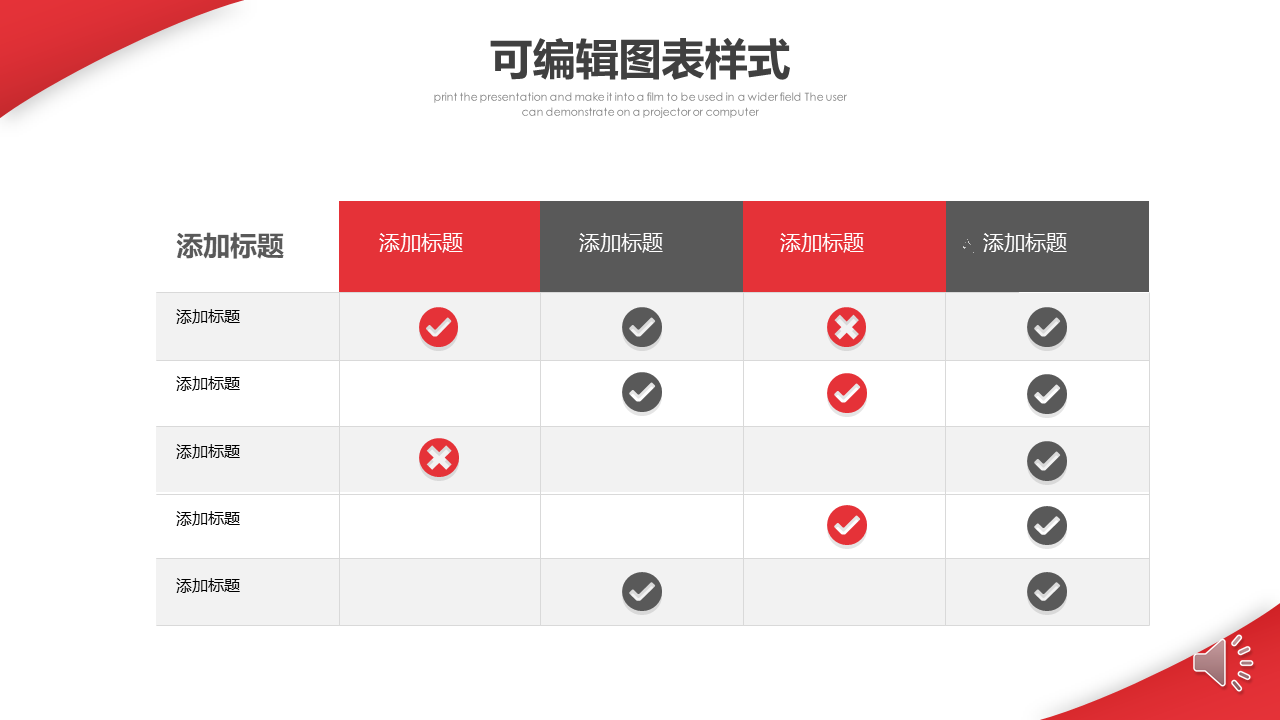 可编辑图表样式
print the presentation and make it into a film to be used in a wider field The user
can demonstrate on a projector or computer
添加标题 添加标题 添加标题 添加标题 添加标题
添加标题
添加标题
添加标题
添加标题
添加标题